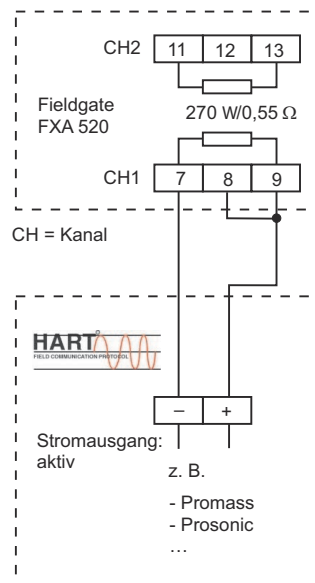 CH2 11 12 13
Fieldgate
FXA 520
270 W/0,55 Ω
CH1 7 8 9
CH = Kanal
HART
FIELD COMMUNICATION PROTOCOL
– +
Stromausgang:
aktiv
z. B.
- Promass
- Prosonic
...